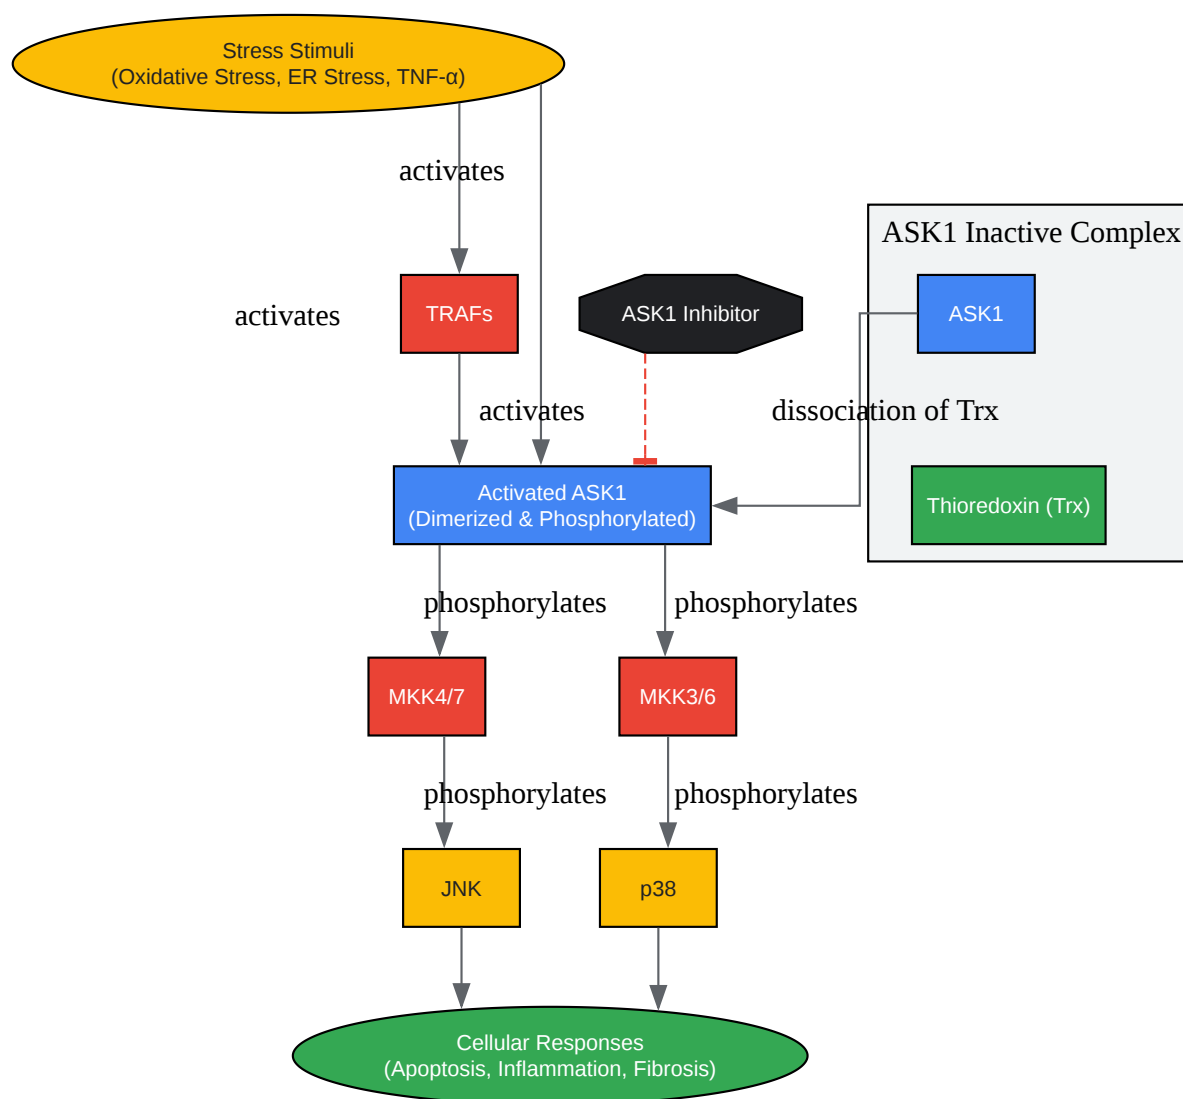 Stress Stimuli
(Oxidative Stress, ER Stress, TNF-α)
activates
ASK1 Inactive Complex
activates
TRAFs
ASK1 Inhibitor
ASK1
activates
dissociation of Trx
Activated ASK1
(Dimerized & Phosphorylated)
Thioredoxin (Trx)
phosphorylates
phosphorylates
MKK4/7
MKK3/6
phosphorylates
phosphorylates
JNK
p38
Cellular Responses
(Apoptosis, Inflammation, Fibrosis)